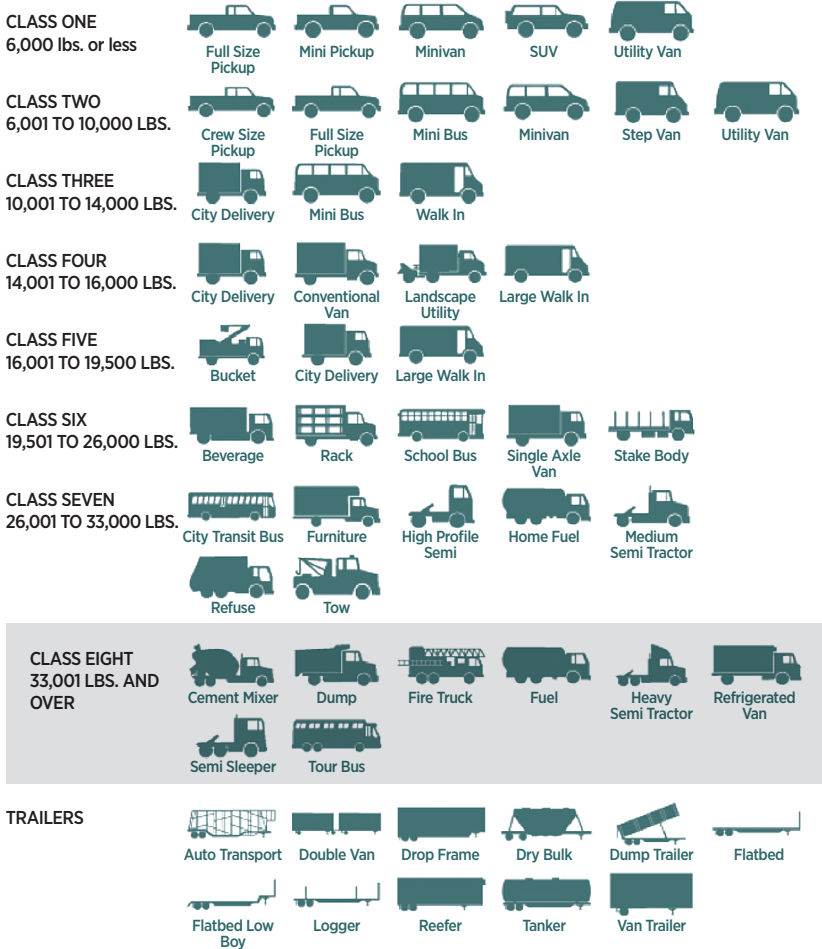 CLASS ONE
6,000 lbs. or less
Full Size
Pickup
Mini Pickup
Minivan
SUV
Utility Van
CLASS TWO
6,001 TO 10,000 LBS.
Crew Size
Pickup
Full Size
Pickup
Mini Bus
Minivan
Step Van
Utility Van
CLASS THREE
10,001 TO 14,000 LBS.
City Delivery
Mini Bus
Walk In
CLASS FOUR
14,001 TO 16,000 LBS.
City Delivery
Conventional
Van
Landscape
Utility
Large Walk In
CLASS FIVE
16,001 TO 19,500 LBS.
Bucket
City Delivery
Large Walk In
CLASS SIX
19,501 TO 26,000 LBS.
Beverage
Rack
School Bus
Single Axle
Van
Stake Body
CLASS SEVEN
26,001 TO 33,000 LBS.
City Transit Bus
Furniture
High Profile
Semi
Home Fuel
Medium
Semi Tractor
Refuse
Tow
CLASS EIGHT
33,001 LBS. AND
OVER
Cement Mixer
Dump
Fire Truck
Fuel
Heavy
Semi Tractor
Refrigerated
Van
Semi Sleeper
Tour Bus
TRAILERS
Auto Transport
Double Van
Drop Frame
Dry Bulk
Dump Trailer
Flatbed
Flatbed Low
Boy
Logger
Reefer
Tanker
Van Trailer